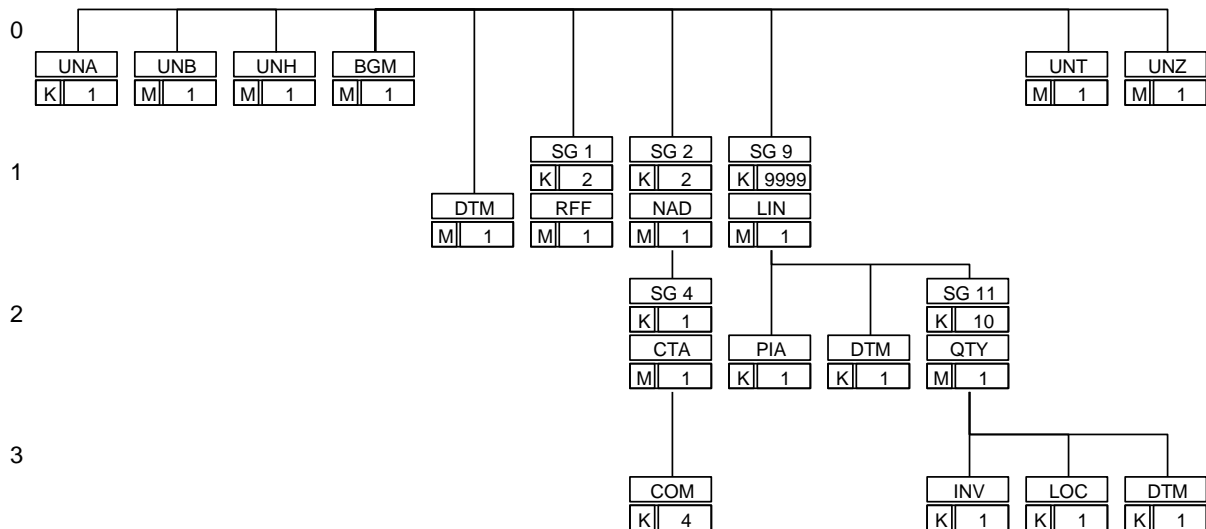 0
UNA UNB UNH BGM UNT UNZ
K 1 M 1 M 1 M 1 M 1 M 1
SG 1 SG 2 SG 9
1
K 2 K 2 K 9999
DTM RFF NAD LIN
M 1 M 1 M 1 M 1
SG 4 SG 11
2
K 1 K 10
CTA PIA DTM QTY
M 1 K 1 K 1 M 1
3
COM INV LOC DTM
K 4 K 1 K 1 K 1